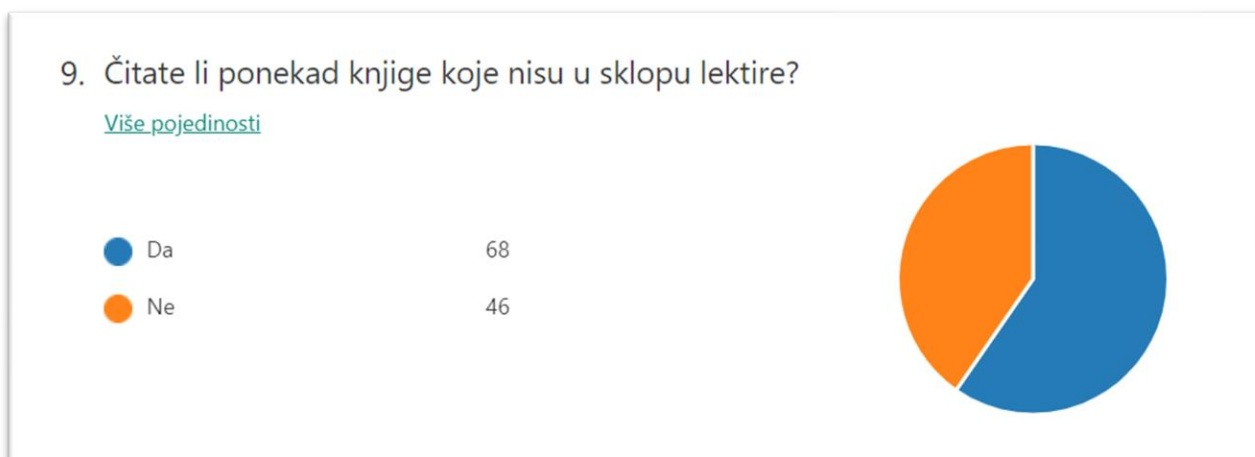 9. Čitate li ponekad knjige koje nisu u sklopu lektire?
Više pojedinosti
Da 68
Ne 46